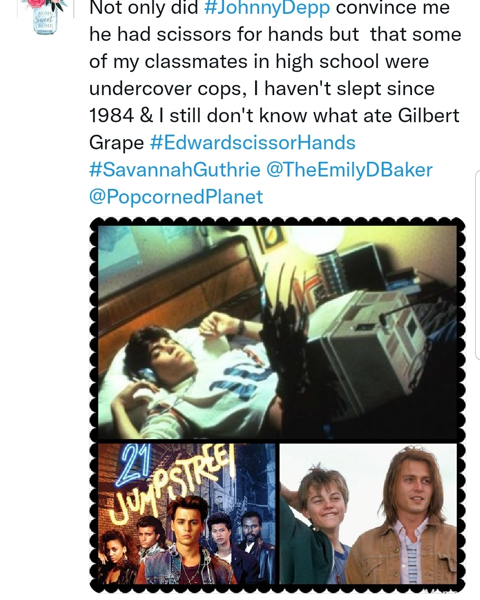 Not only did #JohnnyDepp convince me
he had scissors for hands but that some
of my classmates in high school were
undercover cops, I haven't slept since
1984 & I still don't know what ate Gilbert
Grape #EdwardscissorHands
#SavannahGuthrie @TheEmilyDBaker
@PopcornedPlanet
21
JUMPSTREET